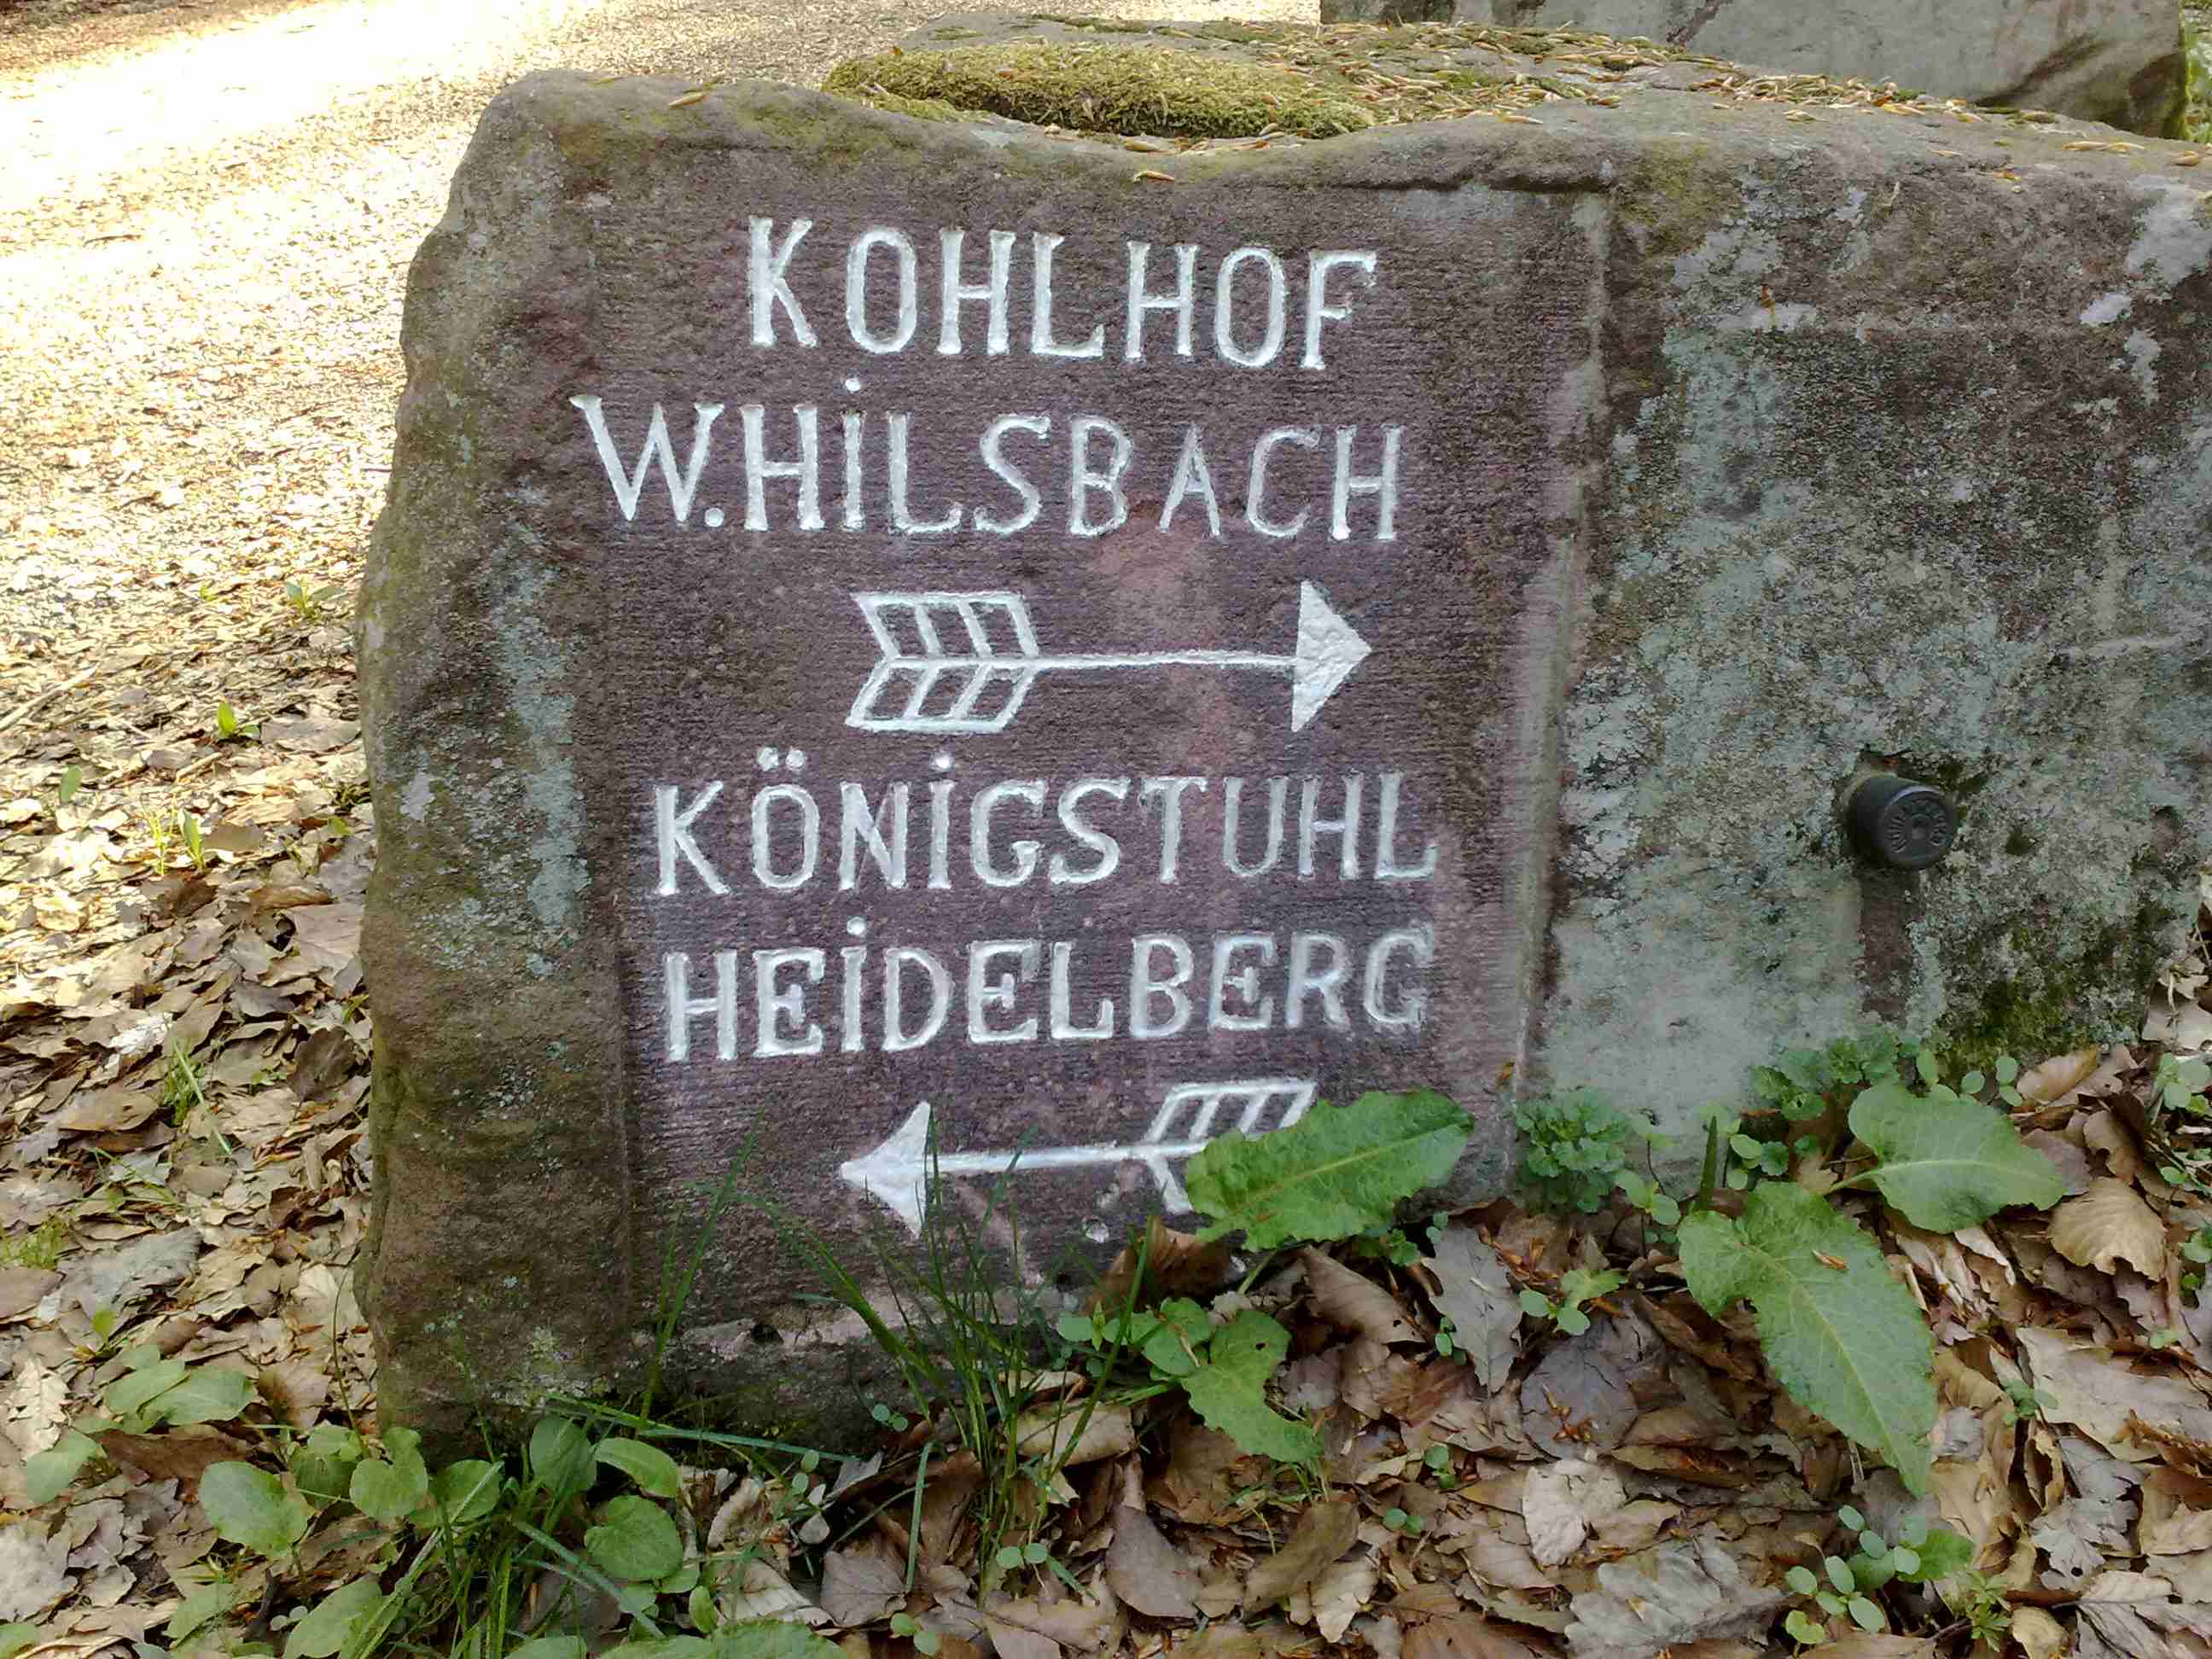 KOHLHOF
W.HiLSBACH
KÖNiGSTUHL
HEiDELBERG